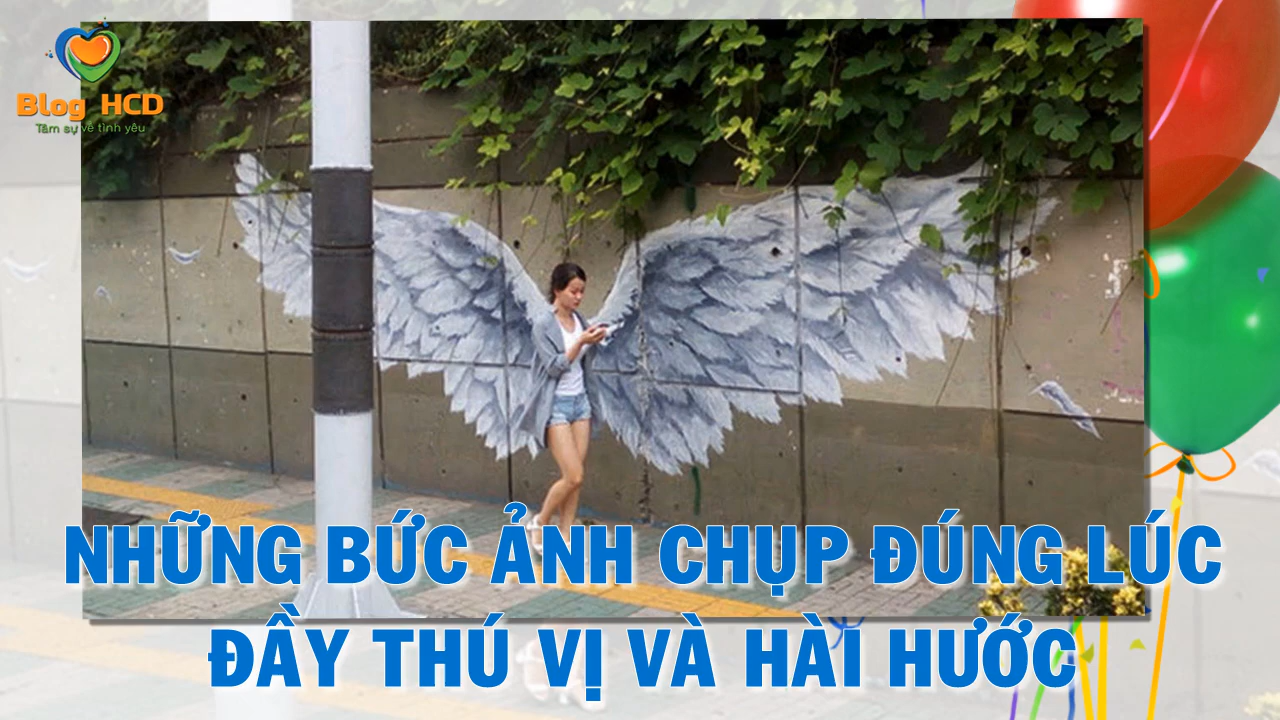 Blog HCD
Tâm sự về tình yêu
NHỮNG BỨC ẢNH CHỤP ĐÚNG LÚC
ĐẦY THÚ VỊ VÀ HÀI HƯỚC